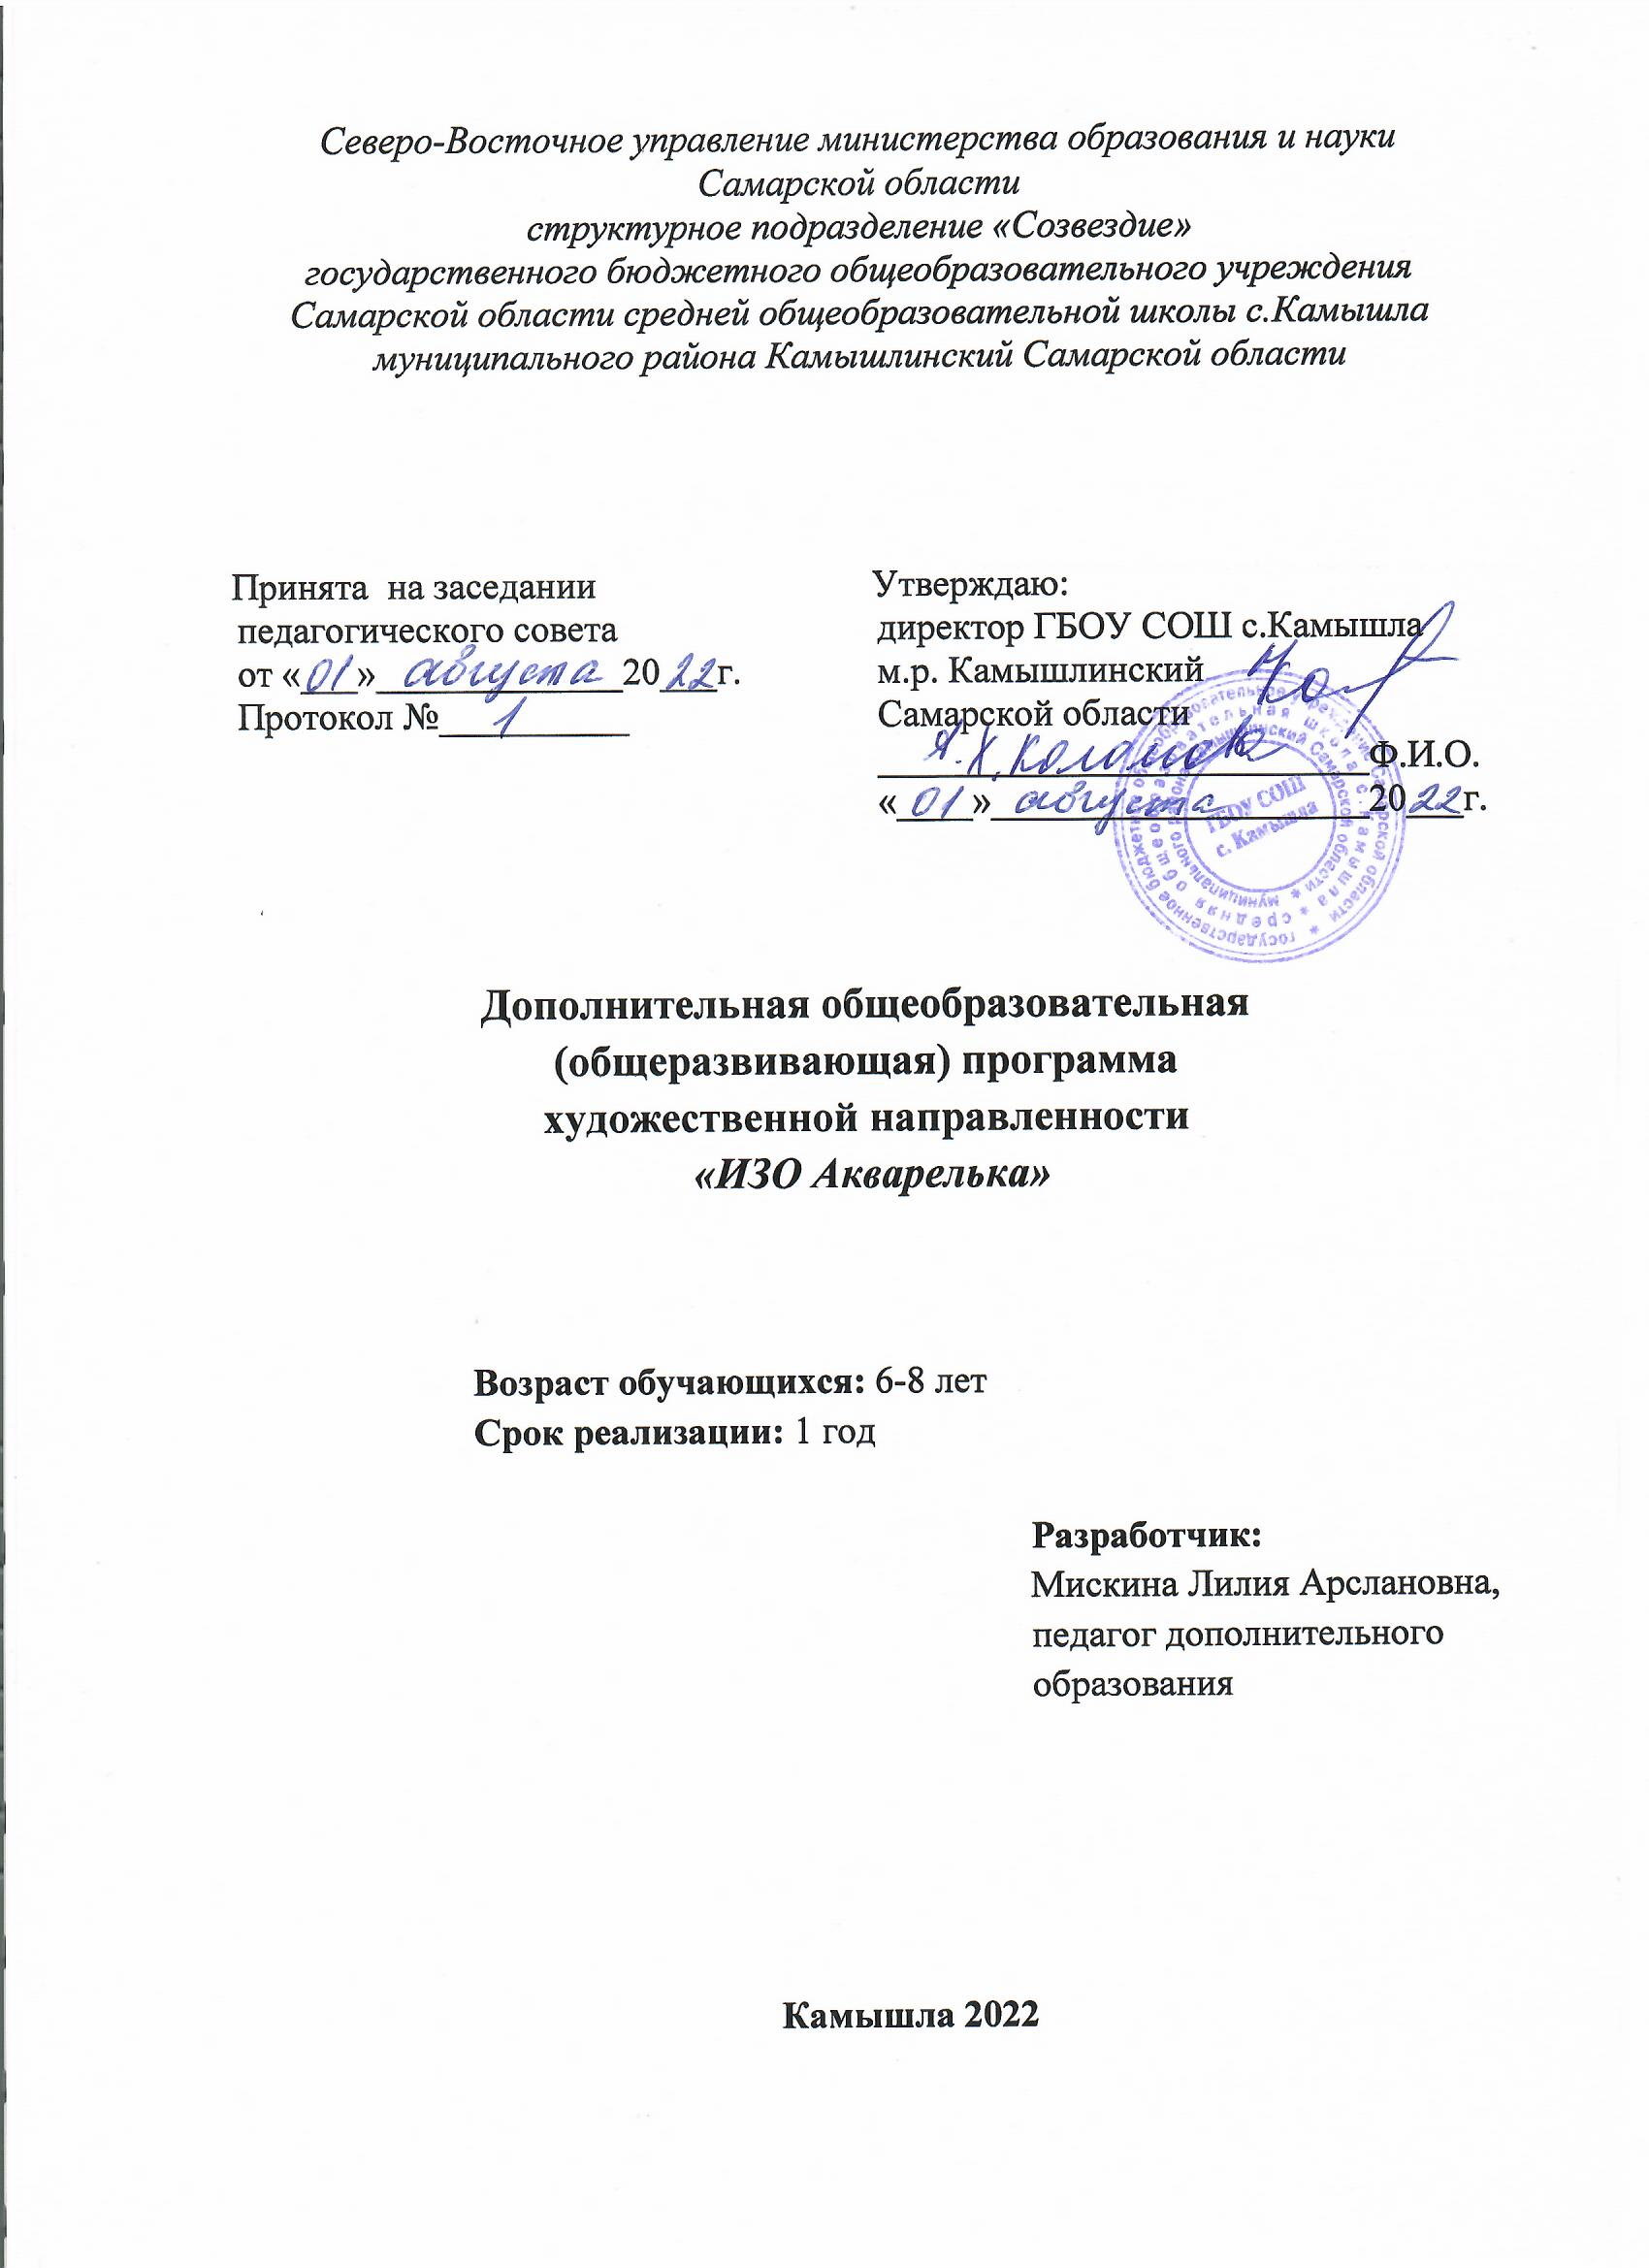 Северо-Восточное управление министерства образования и науки
Самарской области
структурное подразделение «Созвездие»
государственного бюджетного общеобразовательного учреждения
Самарской области средней общеобразовательной школы с.Камышла
муниципального района Камышлинский Самарской области
Принята на заседании
педагогического совета
от «01» августа 2022г.
Протокол № 1
Утверждаю:
директор ГБОУ СОШ с.Камышла
м.р. Камышлинский
Самарской области
А.Х. Ф.И.О.
«01» августа 2022г.
ГБОУ СОШ
с. Камышла
Дополнительная общеобразовательная
(общеразвивающая) программа
художественной направленности
«ИЗО Акварелька»
Возраст обучающихся: 6-8 лет
Срок реализации: 1 год
Разработчик:
Мискина Лилия Арслановна,
педагог дополнительного
образования
Камышла 2022